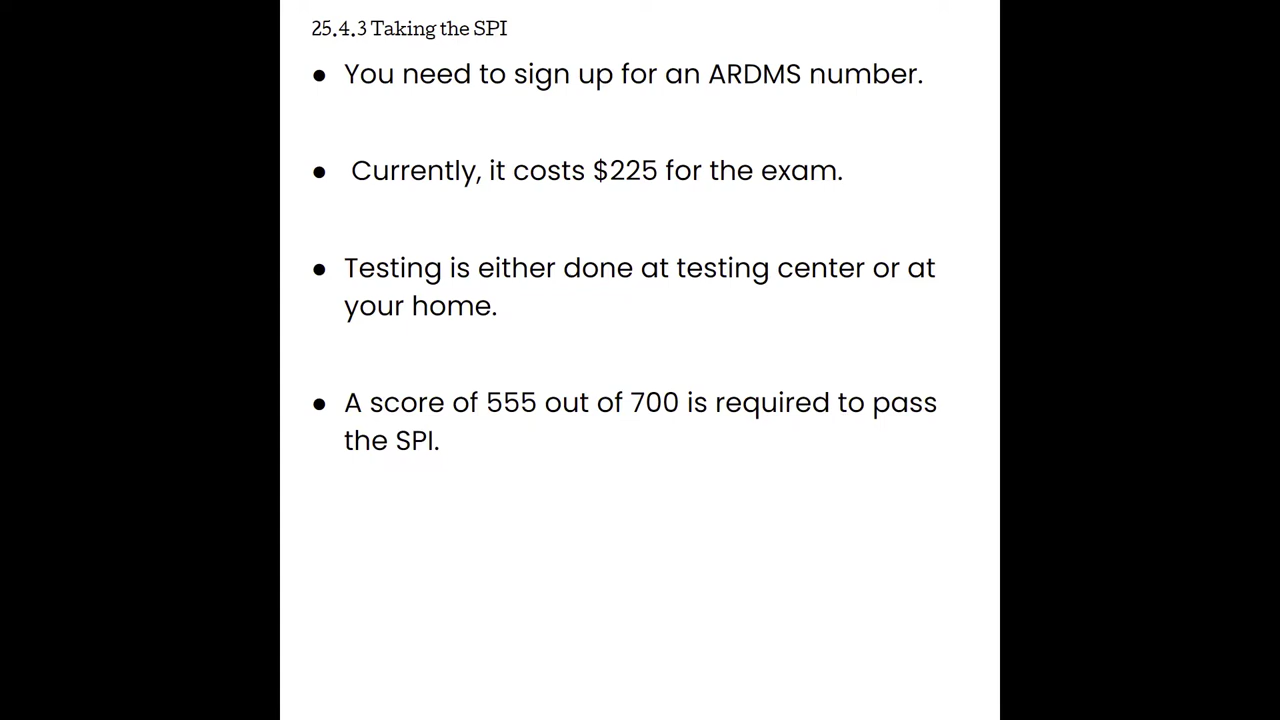 25.4.3 Taking the SPI
● You need to sign up for an ARDMS number.
● Currently, it costs $225 for the exam.
● Testing is either done at testing center or at
your home.
● A score of 555 out of 700 is required to pass
the SPI.